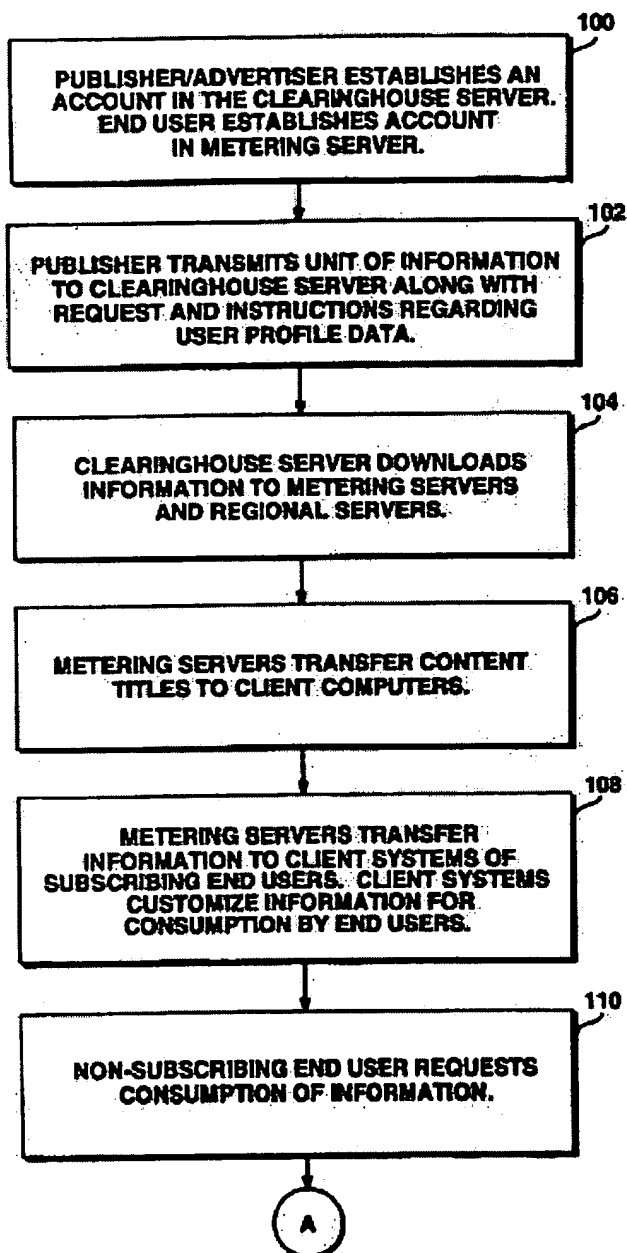 100
PUBLISHER/ADVERTISER ESTABLISHES AN
ACCOUNT IN THE CLEARINGHOUSE SERVER.
END USER ESTABLISHES ACCOUNT
IN METERING SERVER.
102
PUBLISHER TRANSMITS UNIT OF INFORMATION
TO CLEARINGHOUSE SERVER ALONG WITH
REQUEST AND INSTRUCTIONS REGARDING
USER PROFILE DATA.
104
CLEARINGHOUSE SERVER DOWNLOADS
INFORMATION TO METERING SERVERS
AND REGIONAL SERVERS.
106
METERING SERVERS TRANSFER CONTENT
TITLES TO CLIENT COMPUTERS.
108
METERING SERVERS TRANSFER
INFORMATION TO CLIENT SYSTEMS OF
SUBSCRIBING END USERS. CLIENT SYSTEMS
CUSTOMIZE INFORMATION FOR
CONSUMPTION BY END USERS.
110
NON-SUBSCRIBING END USER REQUESTS
CONSUMPTION OF INFORMATION.
A